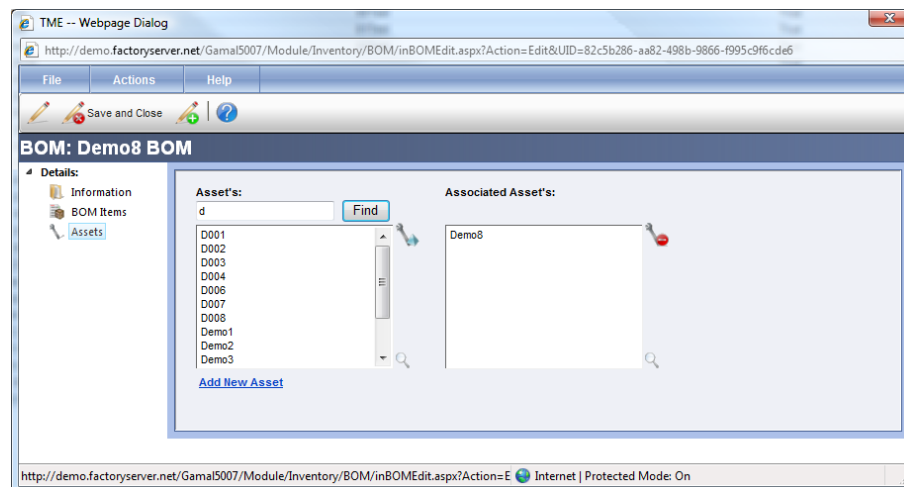 TME -- Webpage Dialog
http://demo.factoryserver.net/Gamal5007/Module/Inventory/BOM/inBOMEdit.aspx?Action=Edit&UID=82c5b286-aa82-498b-9866-f995c9f6cde6
File Actions Help
Save and Close
BOM: Demo8 BOM
Details:
Information
BOM Items
Assets
Asset's:
d Find
D001
D002
D003
D004
D006
D007
D008
Demo1
Demo2
Demo3
Add New Asset
Associated Asset's:
Demo8
http://demo.factoryserver.net/Gamal5007/Module/Inventory/BOM/inBOMEdit.aspx?Action=E Internet | Protected Mode: On